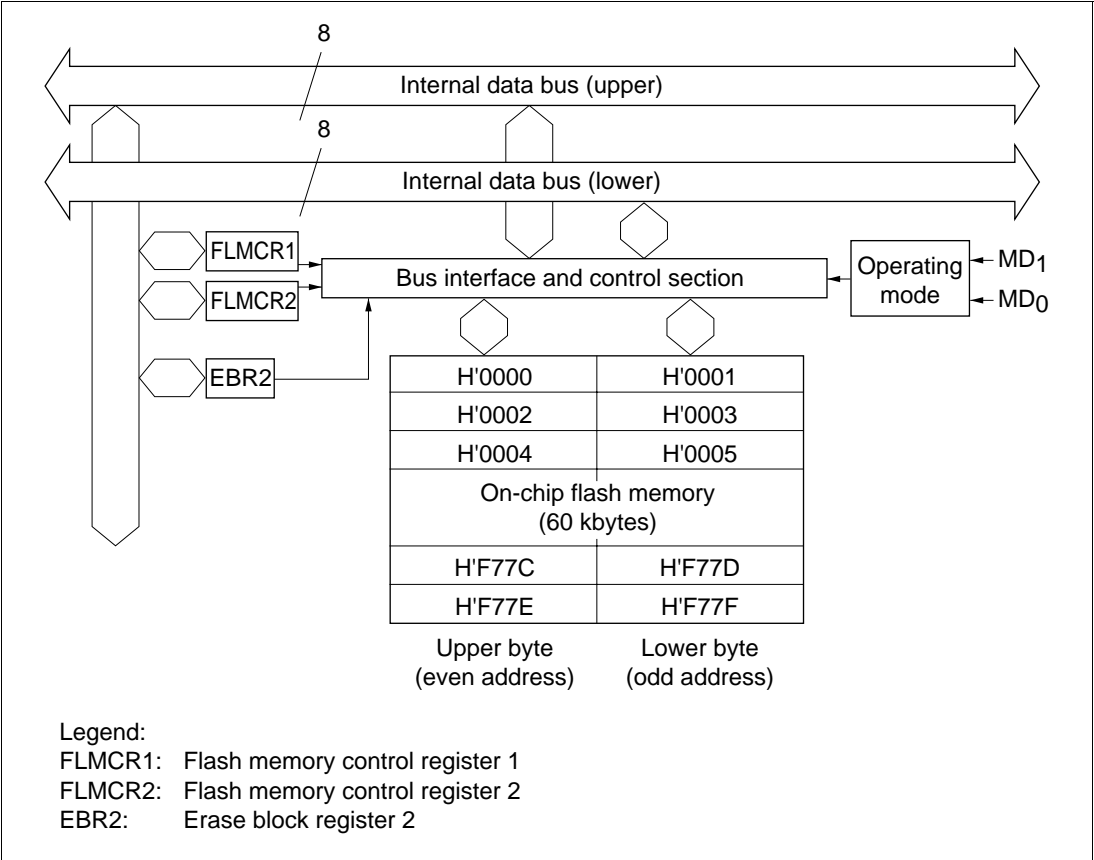 8
Internal data bus (upper)
8
Internal data bus (lower)
FLMCR1
FLMCR2
EBR2
Bus interface and control section
Operating
mode
MD1
MD0
H'0000 H'0001
H'0002 H'0003
H'0004 H'0005
On-chip flash memory
(60 kbytes)
H'F77C H'F77D
H'F77E H'F77F
Upper byte
(even address)
Lower byte
(odd address)
Legend:
FLMCR1: Flash memory control register 1
FLMCR2: Flash memory control register 2
EBR2: Erase block register 2